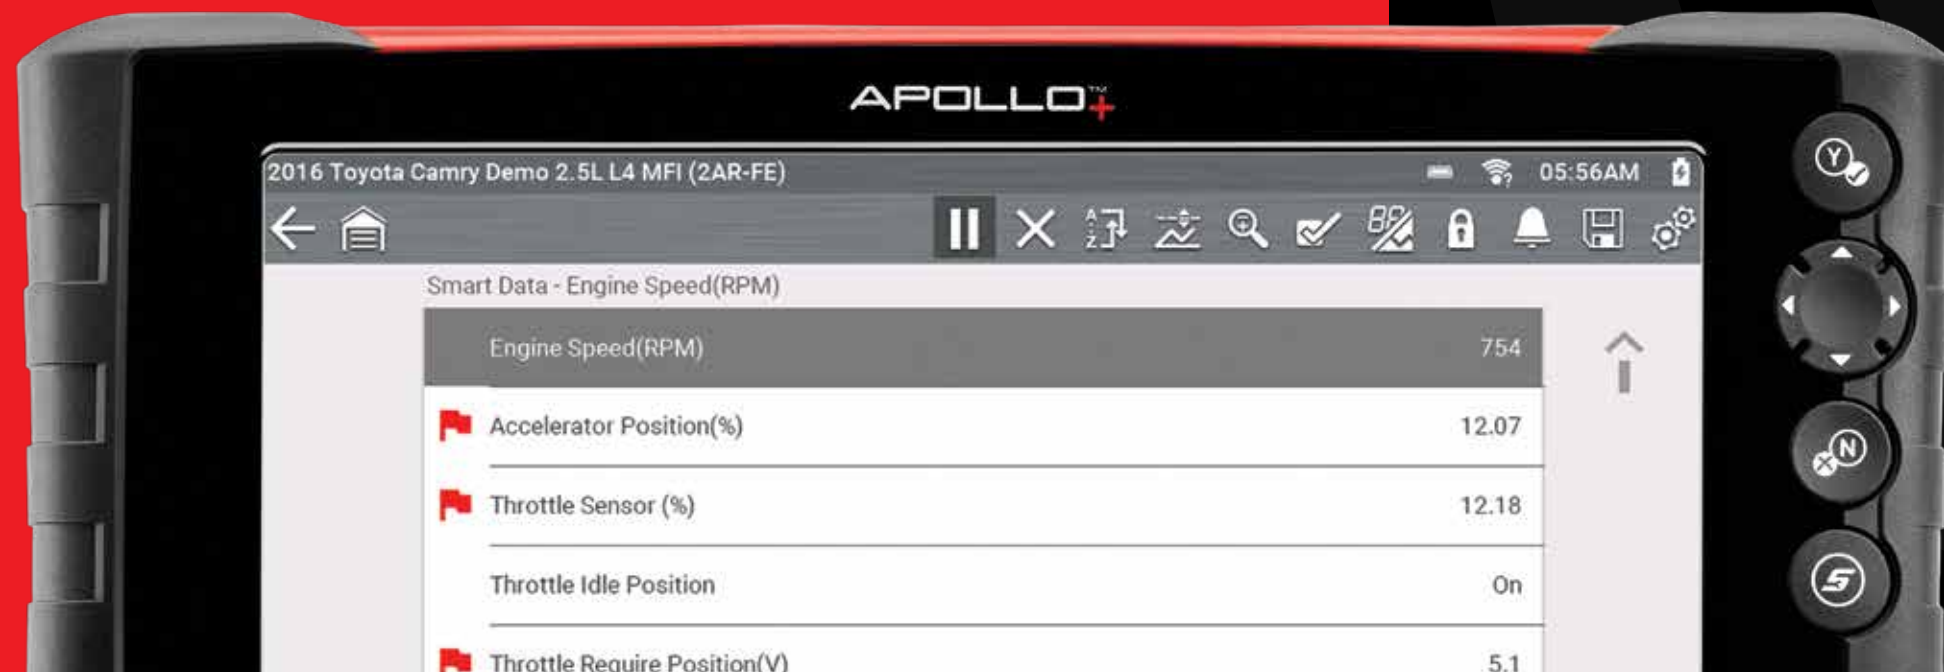 APOLLO+™
2016 Toyota Camry Demo 2.5L L4 MFI (2AR-FE)
05:56AM
Smart Data - Engine Speed(RPM)
Engine Speed(RPM) 754
Accelerator Position(%) 12.07
Throttle Sensor (%) 12.18
Throttle Idle Position On
Throttle Require Position(V) 5.1
Y
N
S